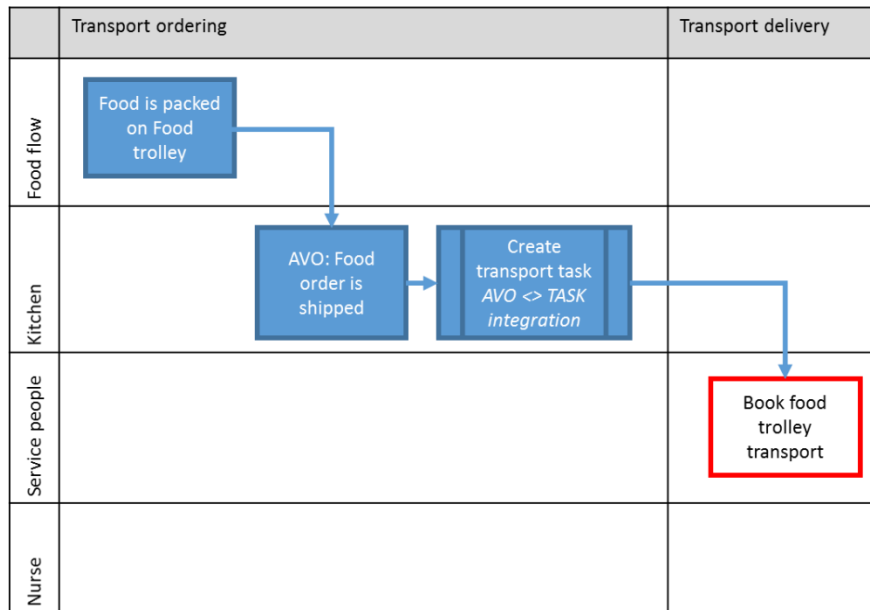 Transport ordering
Transport delivery
Food flow
Food is packed
on Food
trolley
Kitchen
AVO: Food
order is
shipped
Create
transport task
AVO <> TASK
integration
Service people
Book food
trolley
transport
Nurse